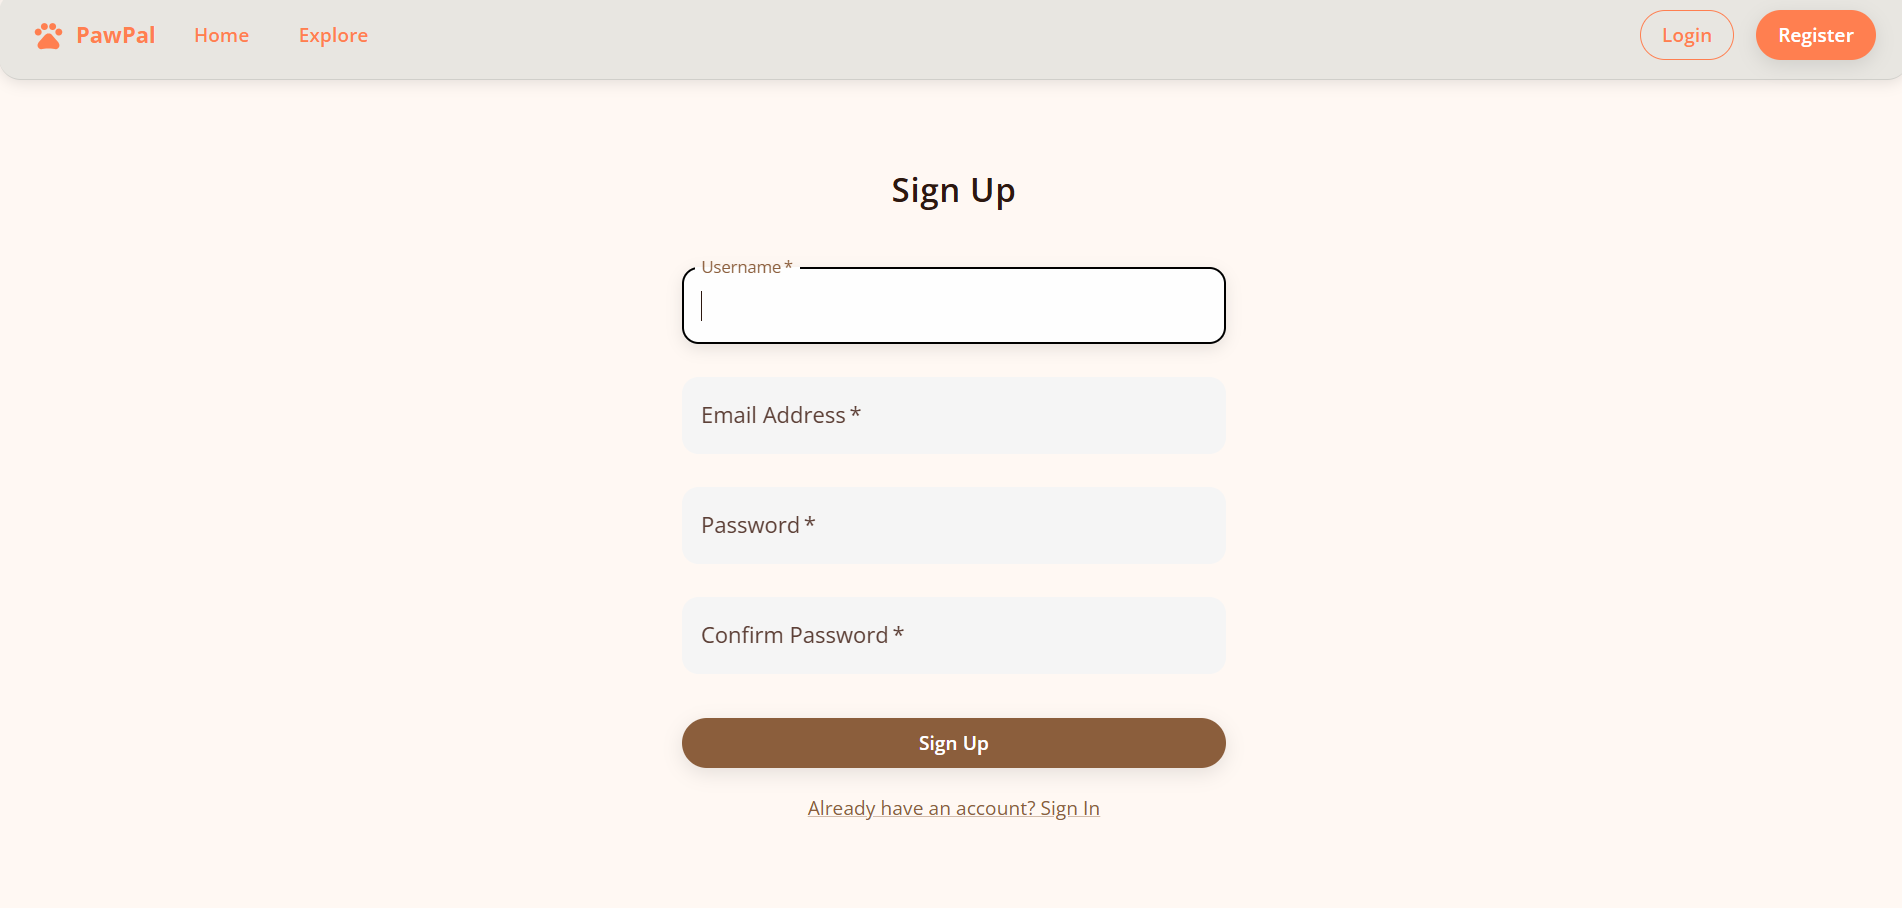 PawPal Home Explore Login Register
Sign Up
Username *
Email Address *
Password *
Confirm Password *
Sign Up
Already have an account? Sign In